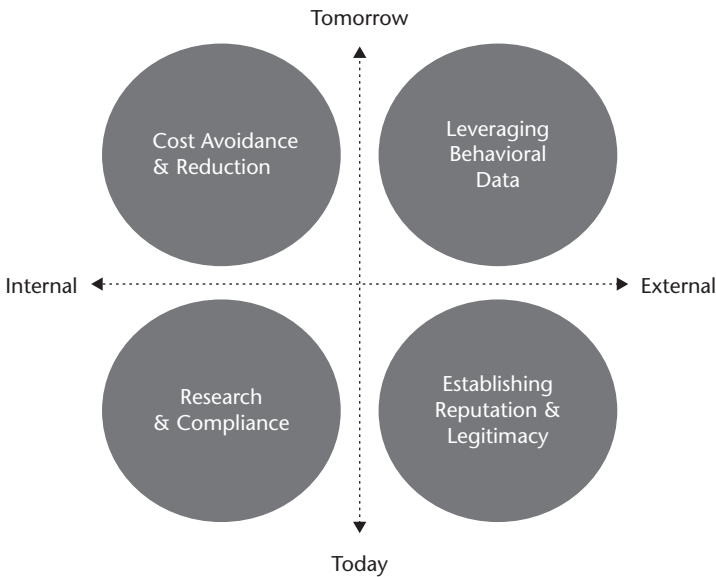 Tomorrow
Cost Avoidance
& Reduction
Leveraging
Behavioral
Data
Internal
External
Research
& Compliance
Establishing
Reputation &
Legitimacy
Today